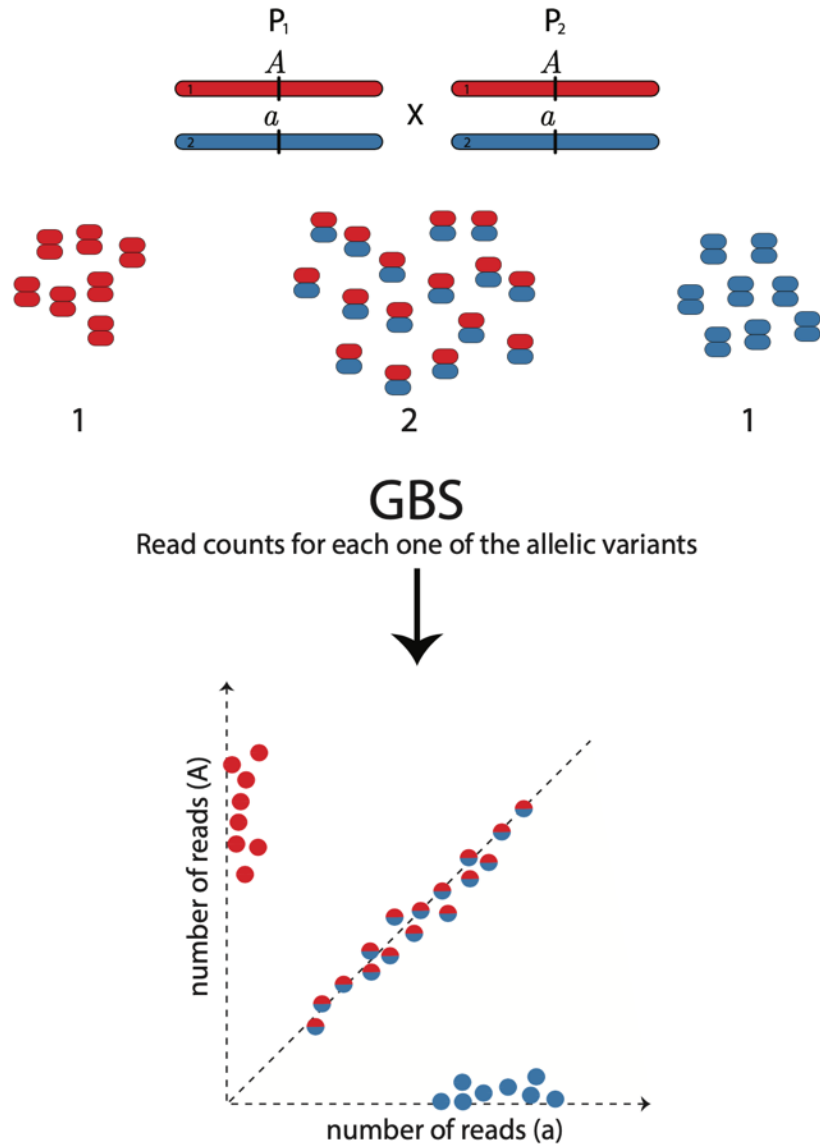 P₁ P₂
A A
1 1
a X a
2 2
1 2 1
GBS
Read counts for each one of the allelic variants
number of reads (A)
number of reads (a)